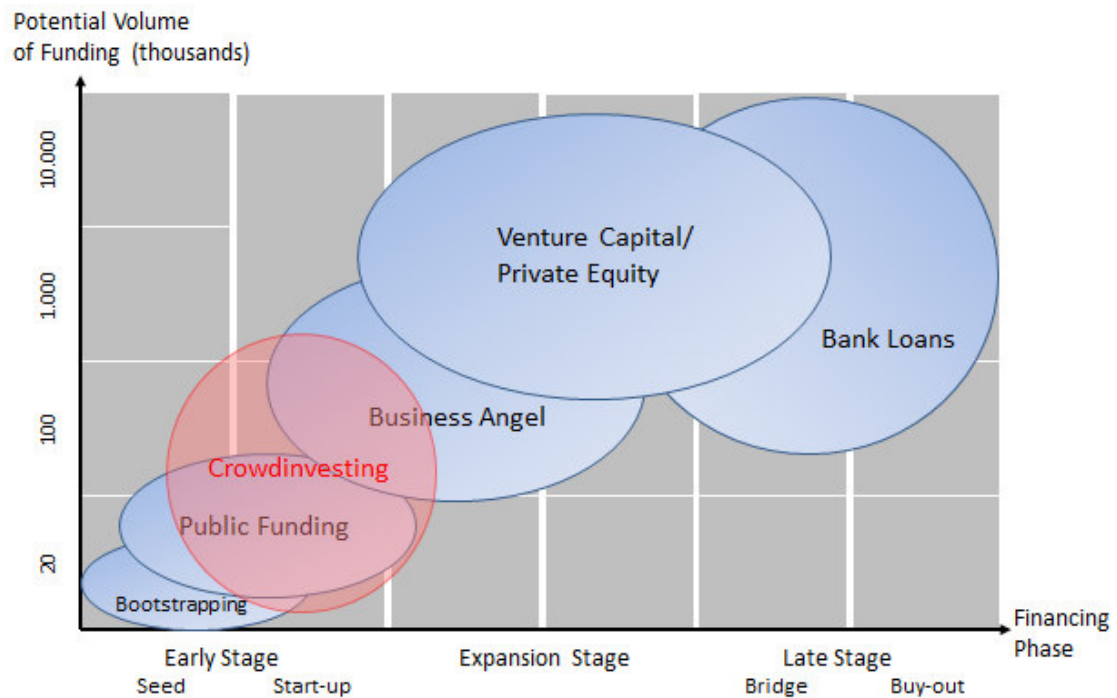 Potential Volume
of Funding (thousands)
10.000
1.000
100
20
Venture Capital/
Private Equity
Bank Loans
Business Angel
Crowdinvesting
Public Funding
Bootstrapping
Financing
Phase
Early Stage
Expansion Stage
Late Stage
Seed
Start-up
Bridge
Buy-out